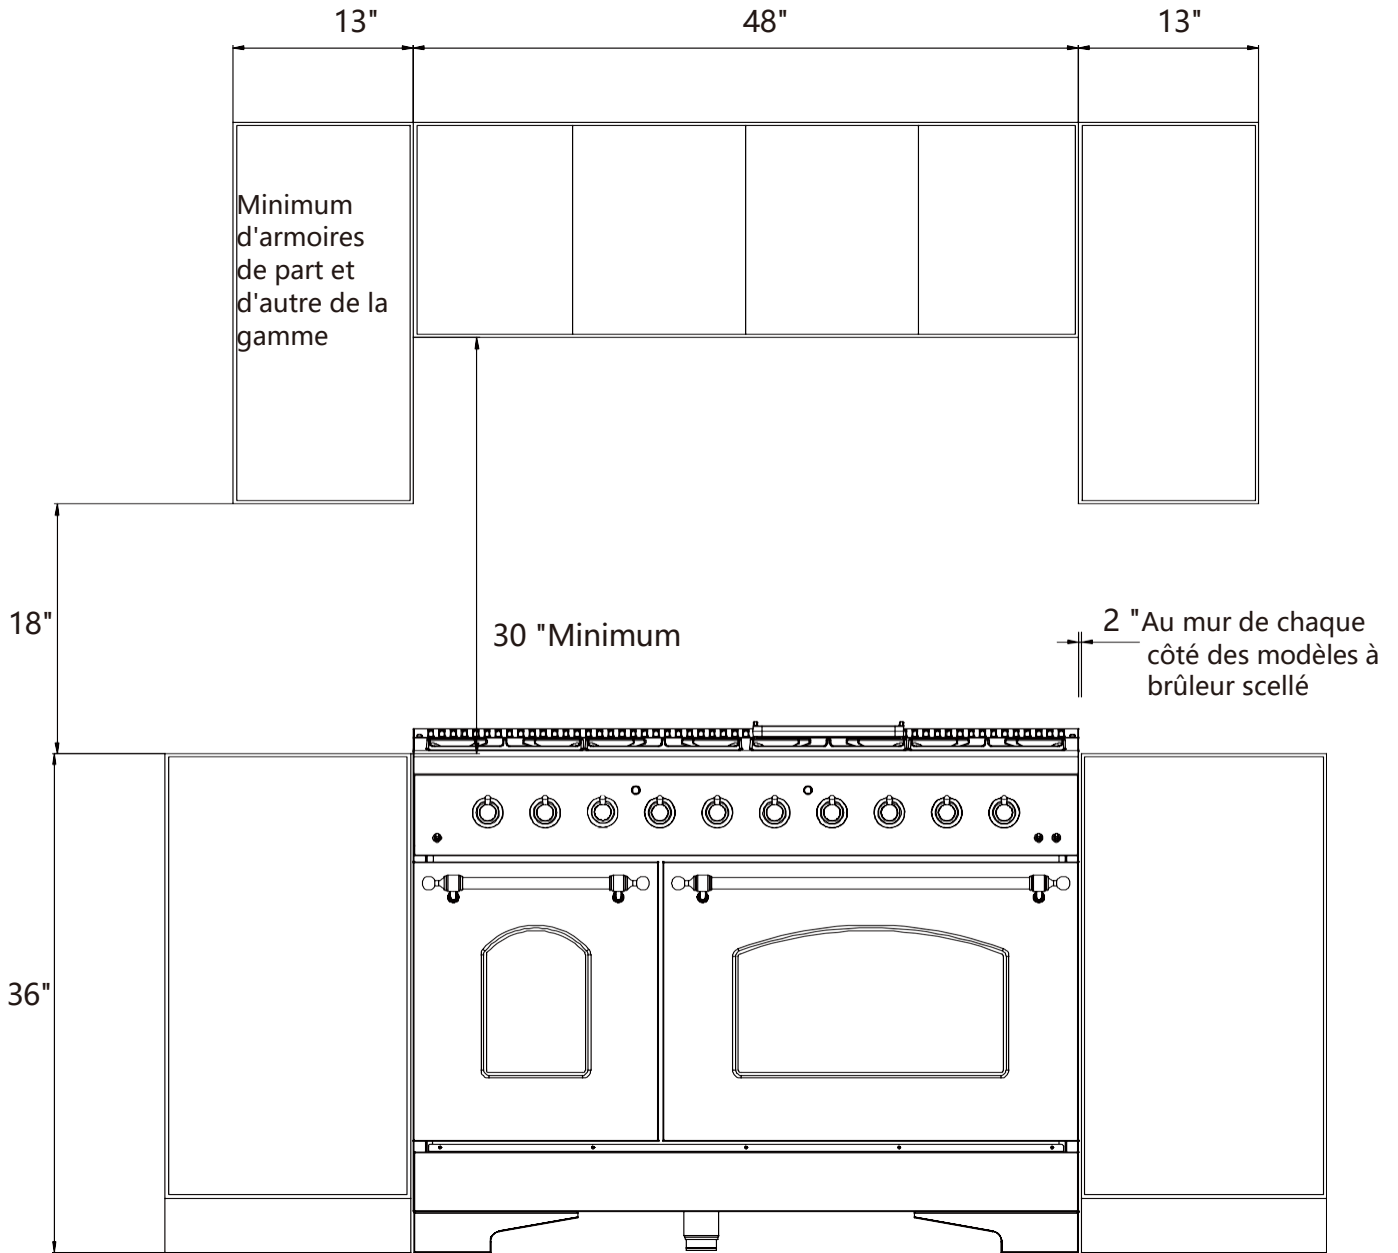 13"
48"
13"
Minimum
d'armoires
de part et
d'autre de la
gamme
18"
30 "Minimum
2 "Au mur de chaque
côté des modèles à
brûleur scellé
36"